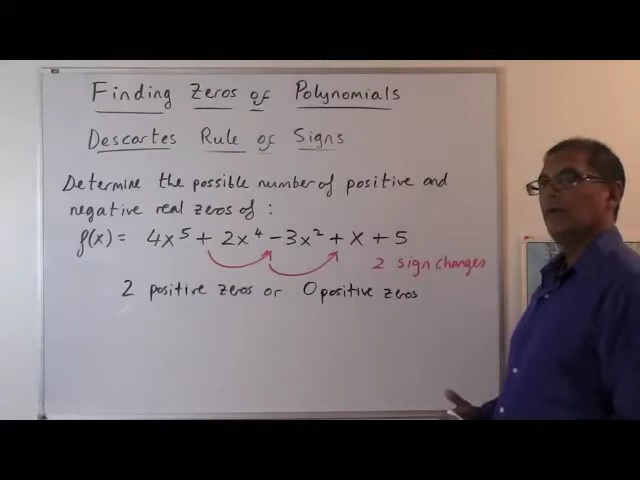 Finding Zeros of Polynomials
Descartes Rule of Signs
Determine the possible number of positive and
negative real zeros of :
f(x) = 4x⁵ + 2x⁴ - 3x² + x + 5
2 sign changes
2 positive zeros or 0 positive zeros